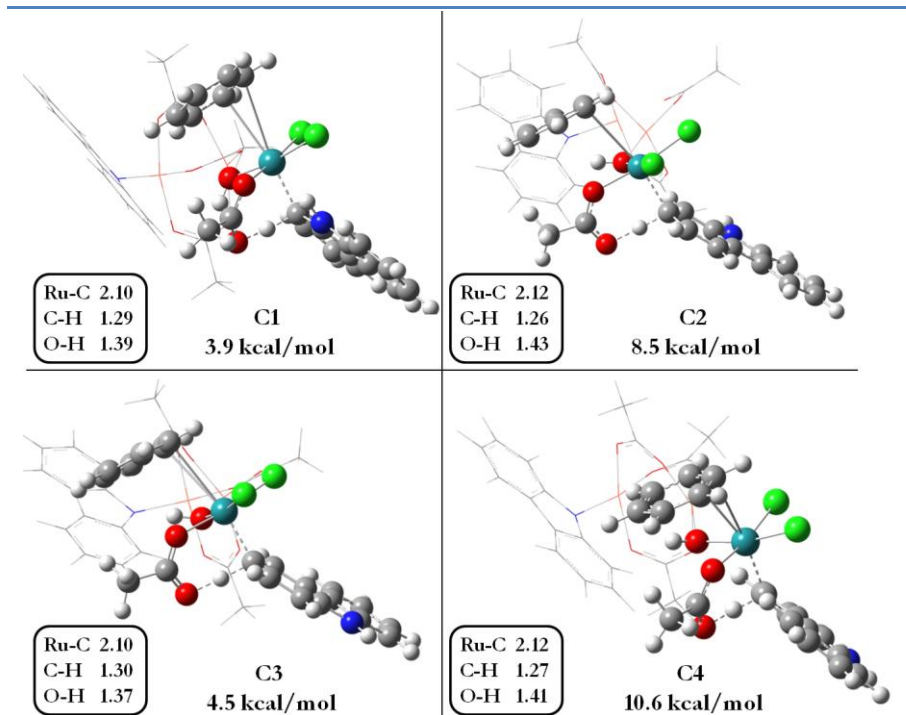 Ru-C 2.10
C-H 1.29
O-H 1.39
C1
3.9 kcal/mol
Ru-C 2.12
C-H 1.26
O-H 1.43
C2
8.5 kcal/mol
Ru-C 2.10
C-H 1.30
O-H 1.37
C3
4.5 kcal/mol
Ru-C 2.12
C-H 1.27
O-H 1.41
C4
10.6 kcal/mol